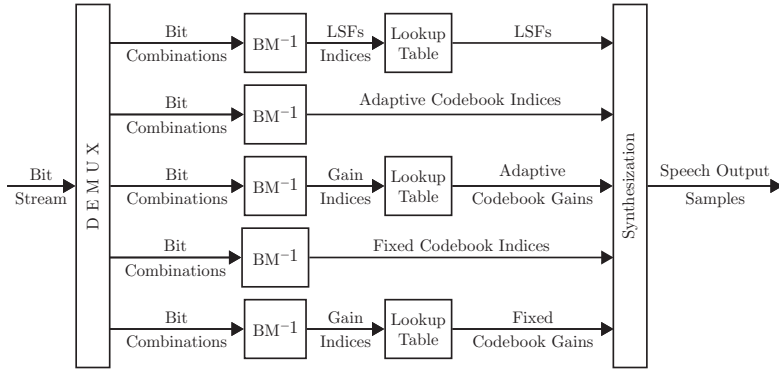 Bit
Stream
DEMUX
Bit
Combinations
BM⁻¹
LSFs
Indices
Lookup
Table
LSFs
Bit
Combinations
BM⁻¹
Adaptive Codebook Indices
Bit
Combinations
BM⁻¹
Gain
Indices
Lookup
Table
Adaptive
Codebook Gains
Bit
Combinations
BM⁻¹
Fixed Codebook Indices
Bit
Combinations
BM⁻¹
Gain
Indices
Lookup
Table
Fixed
Codebook Gains
Synthesization
Speech Output
Samples